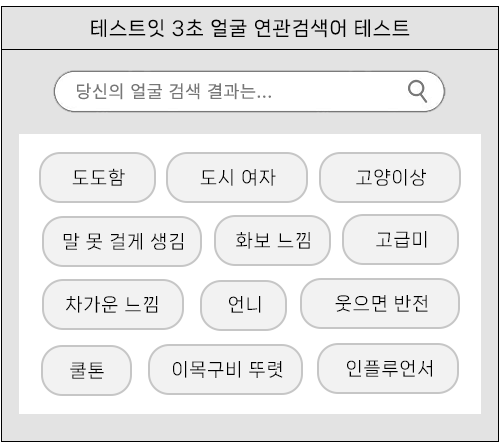 테스트잇 3초 얼굴 연관검색어 테스트
당신의 얼굴 검색 결과는...
도도함 도시 여자 고양이상
말 못 걸게 생김 화보 느낌 고급미
차가운 느낌 언니 웃으면 반전
쿨톤 이목구비 뚜렷 인플루언서